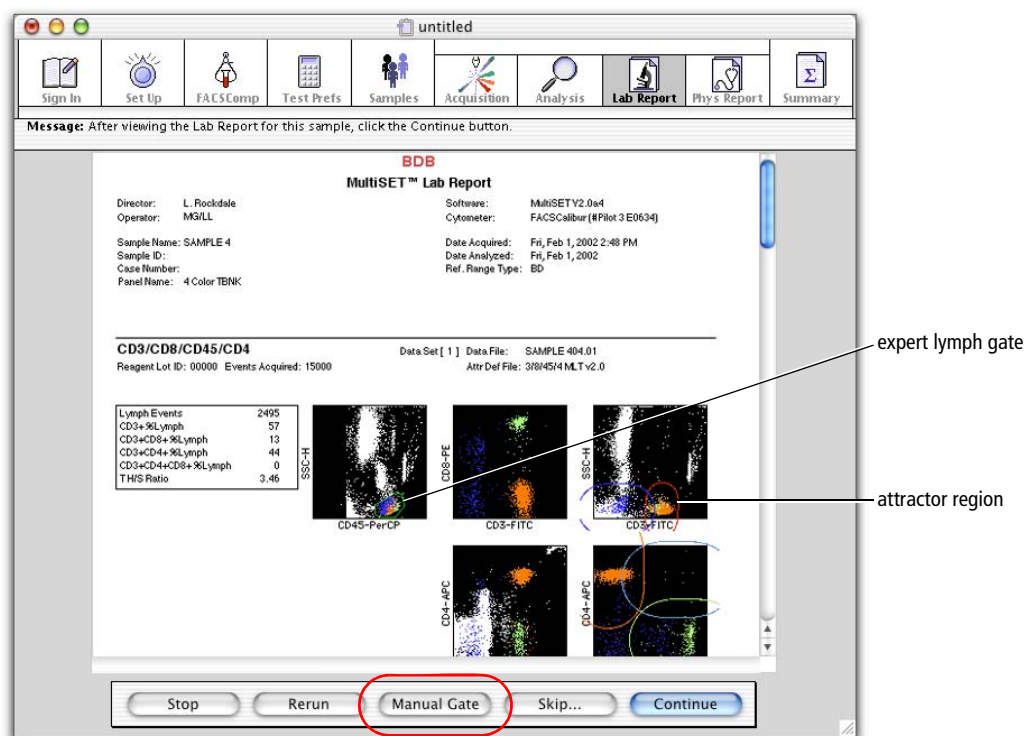 untitled
Sign In Set Up FACSComp Test Prefs Samples Acquisition Analysis Lab Report Phys Report Summary
Message: After viewing the Lab Report for this sample, click the Continue button.
BDB
MultiSET™ Lab Report
Director: L. Rockdale Software: MultiSET V2.0a4
Operator: MG/LL Cytometer: FACSCalibur (#Pilot 3 E0634)
Sample Name: SAMPLE 4 Date Acquired: Fri, Feb 1, 2002 2:48 PM
Sample ID: Date Analyzed: Fri, Feb 1, 2002
Case Number: Ref. Range Type: BD
Panel Name: 4 Color TBNK
CD3/CD8/CD45/CD4 Data Set [ 1 ] Data File: SAMPLE 404.01
Reagent Lot ID: 00000 Events Acquired: 15000 Attr Def File: 3/8/45/4 MLT v2.0
expert lymph gate
Lymph Events 2495
CD3+ %Lymph 57
CD3+CD8+ %Lymph 13
CD3+CD4+ %Lymph 44
CD3+CD4+CD8+ %Lymph 0
TH/S Ratio 3.46
SSC-H
CD45-PerCP
CD8-PE
CD3-FITC
SSC-H
CD3-FITC
attractor region
CD4-APC
CD4-APC
Stop Rerun Manual Gate Skip... Continue